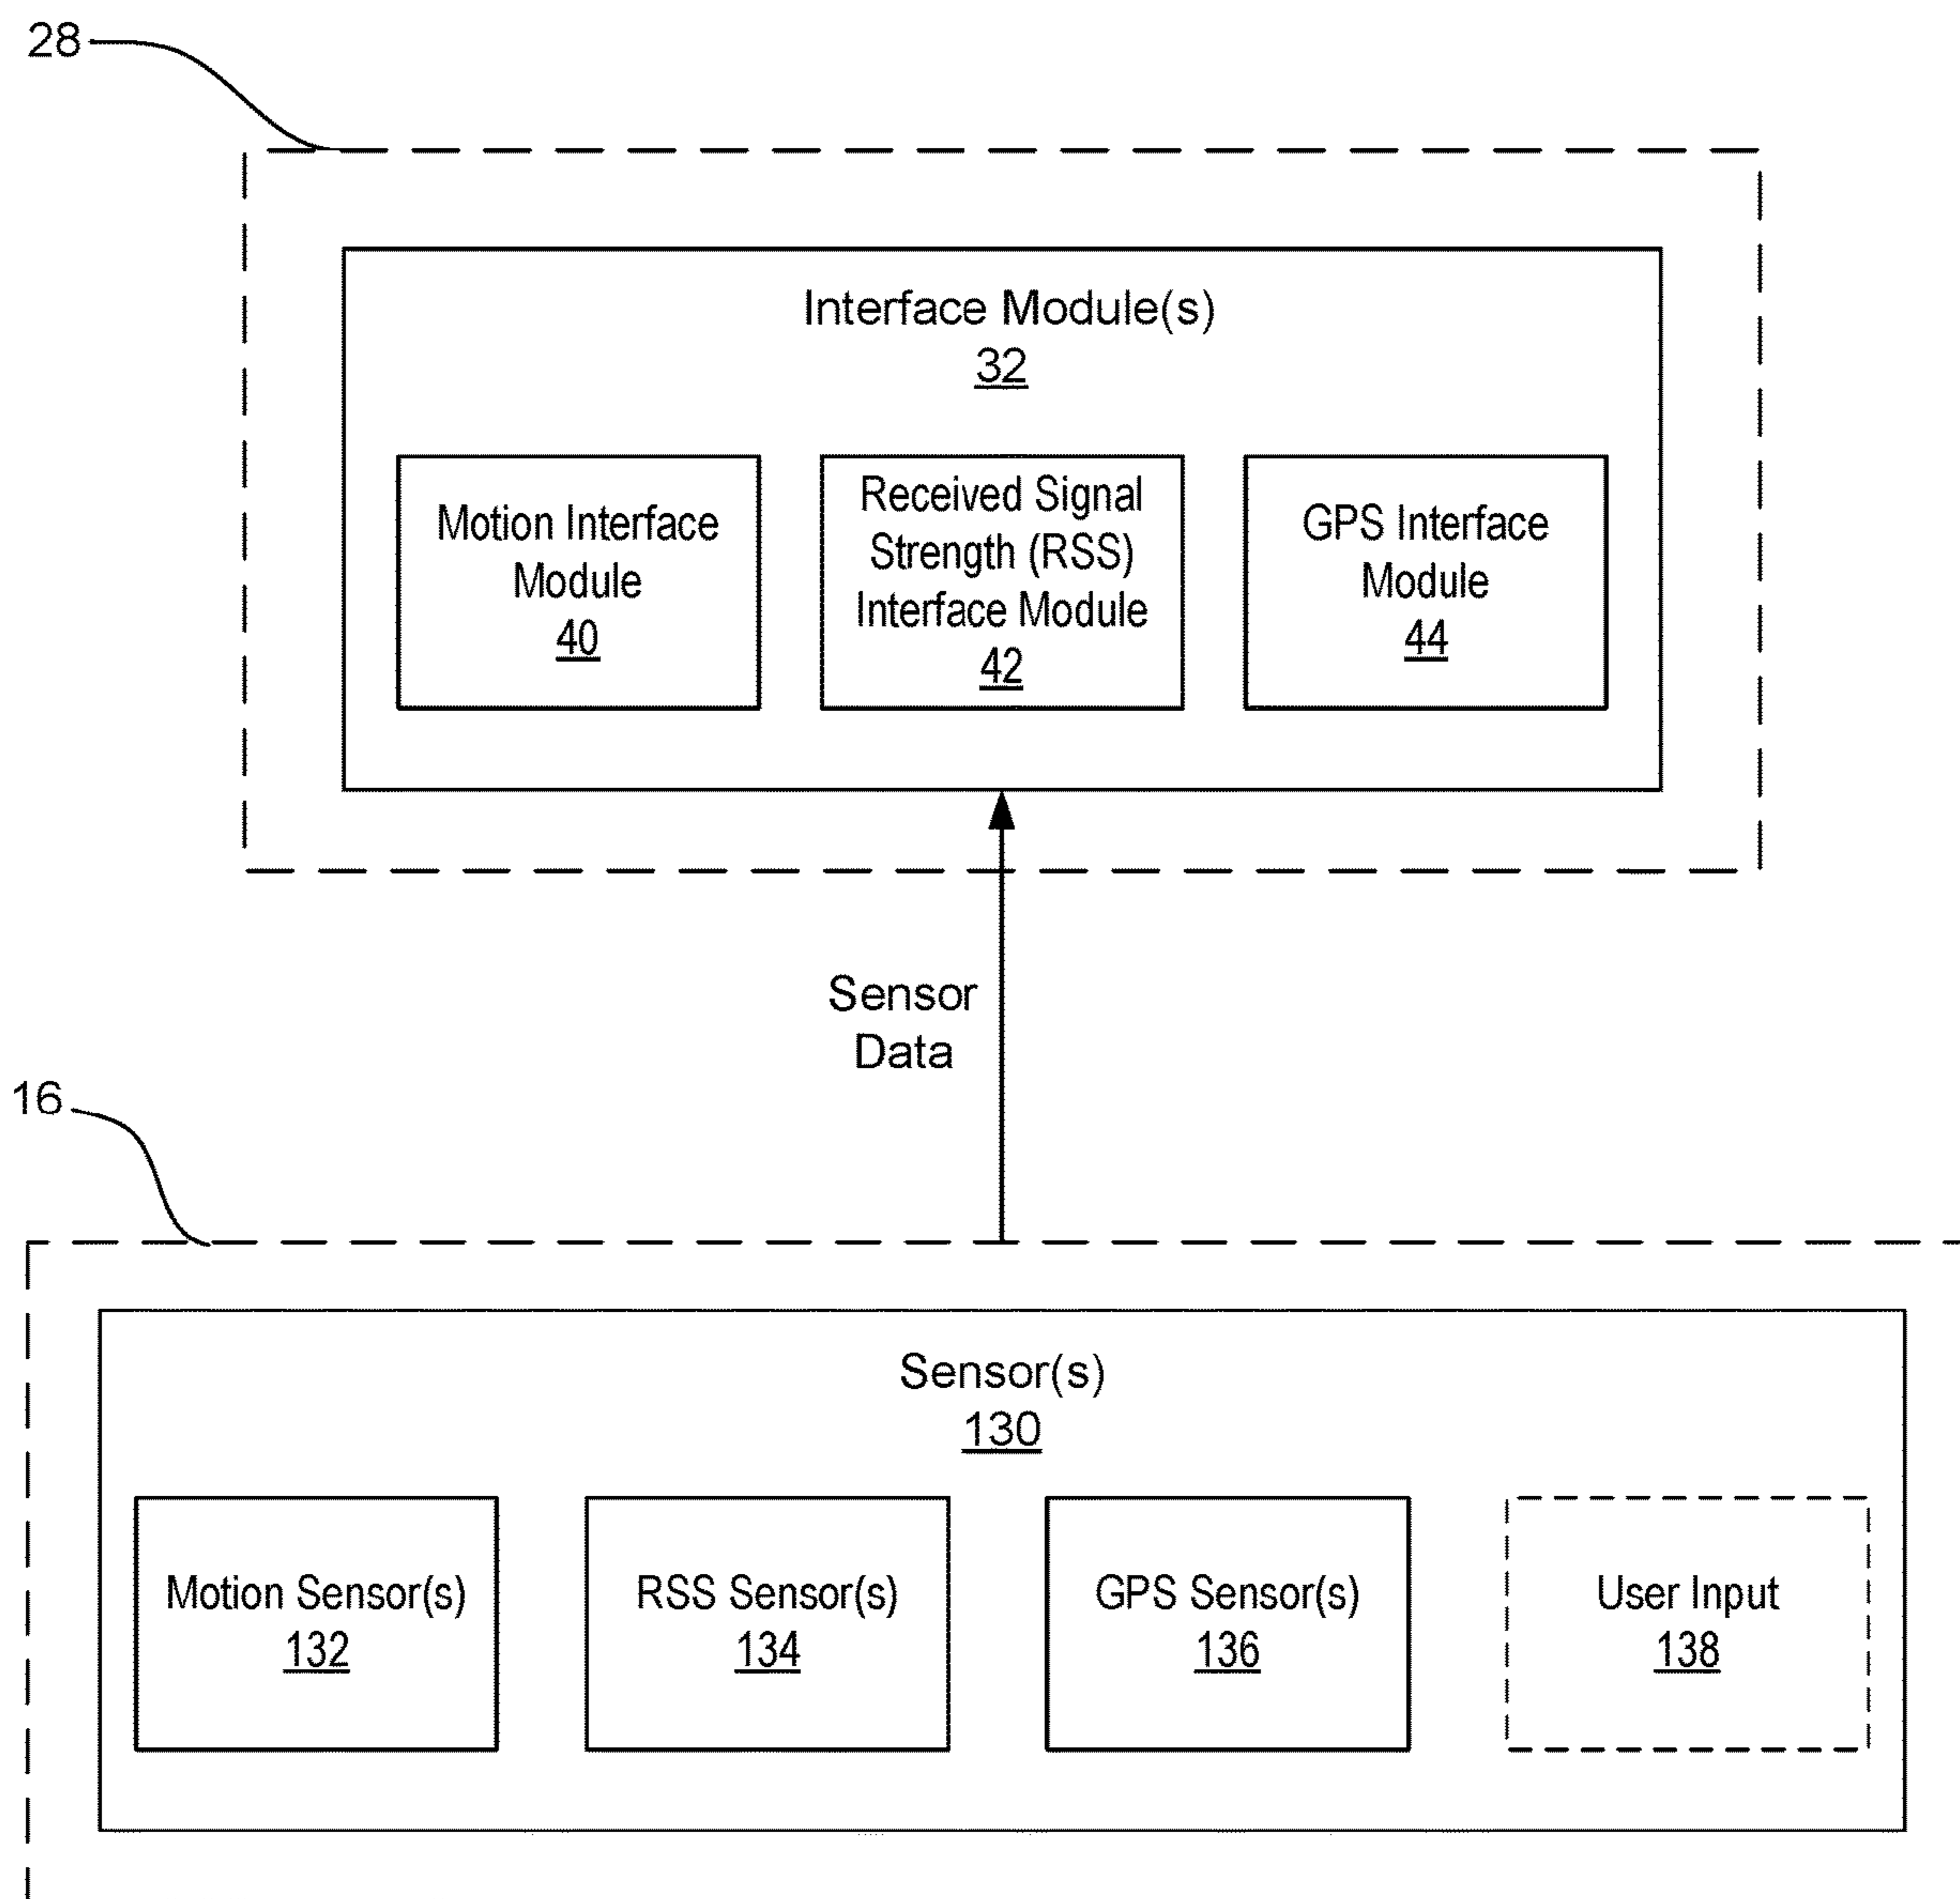 28
Interface Module(s)
32
Motion Interface
Module
40
Received Signal
Strength (RSS)
Interface Module
42
GPS Interface
Module
44
Sensor
Data
16
Sensor(s)
130
Motion Sensor(s)
132
RSS Sensor(s)
134
GPS Sensor(s)
136
User Input
138